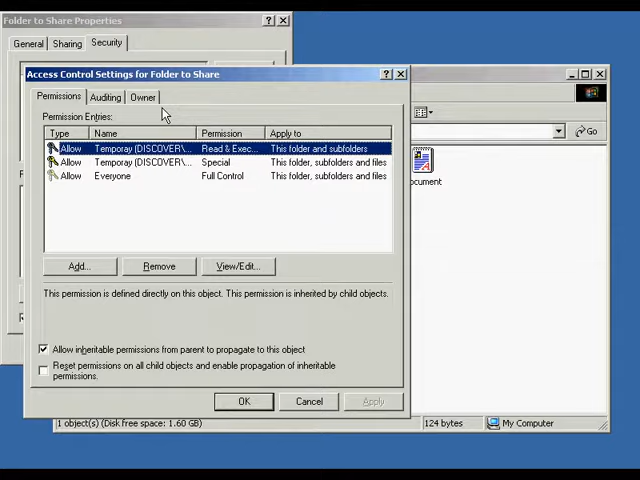 Folder to Share Properties
General
Sharing
Security
Access Control Settings for Folder to Share
Permissions
Auditing
Owner
Permission Entries:
Type
Name
Permission
Apply to
Allow
Temporay (DISCOVER\...
Read & Exec...
This folder and subfolders
Allow
Temporay (DISCOVER\...
Special
This folder, subfolders and files
Allow
Everyone
Full Control
This folder, subfolders and files
Add...
Remove
View/Edit...
This permission is defined directly on this object. This permission is inherited by child objects.
Allow inheritable permissions from parent to propagate to this object
Reset permissions on all child objects and enable propagation of inheritable
permissions.
OK
Cancel
Apply
Go
ocument
1 object(s) (Disk free space: 1.60 GB)
124 bytes
My Computer